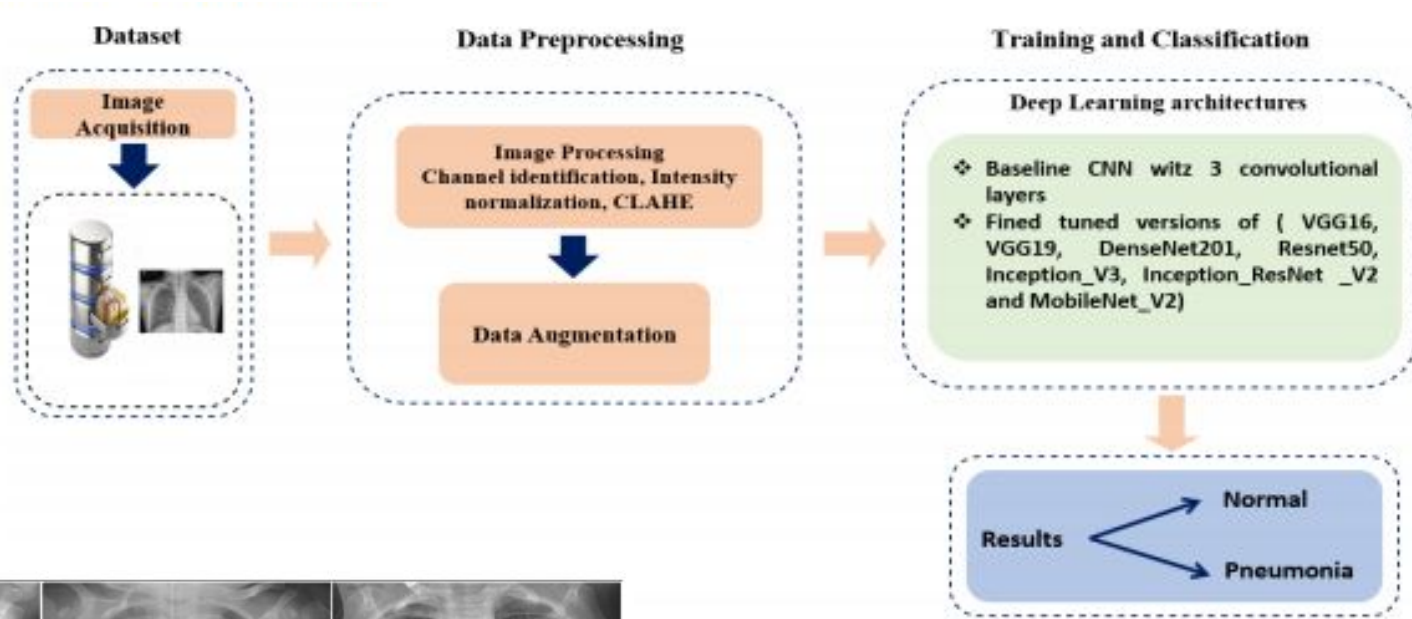 Dataset
Image
Acquisition
Data Preprocessing
Image Processing
Channel identification, Intensity
normalization, CLAHE
Data Augmentation
Training and Classification
Deep Learning architectures
❖ Baseline CNN witz 3 convolutional
layers
❖ Fined tuned versions of ( VGG16,
VGG19, DenseNet201, Resnet50,
Inception_V3, Inception_ResNet _V2
and MobileNet_V2)
Results
Normal
Pneumonia